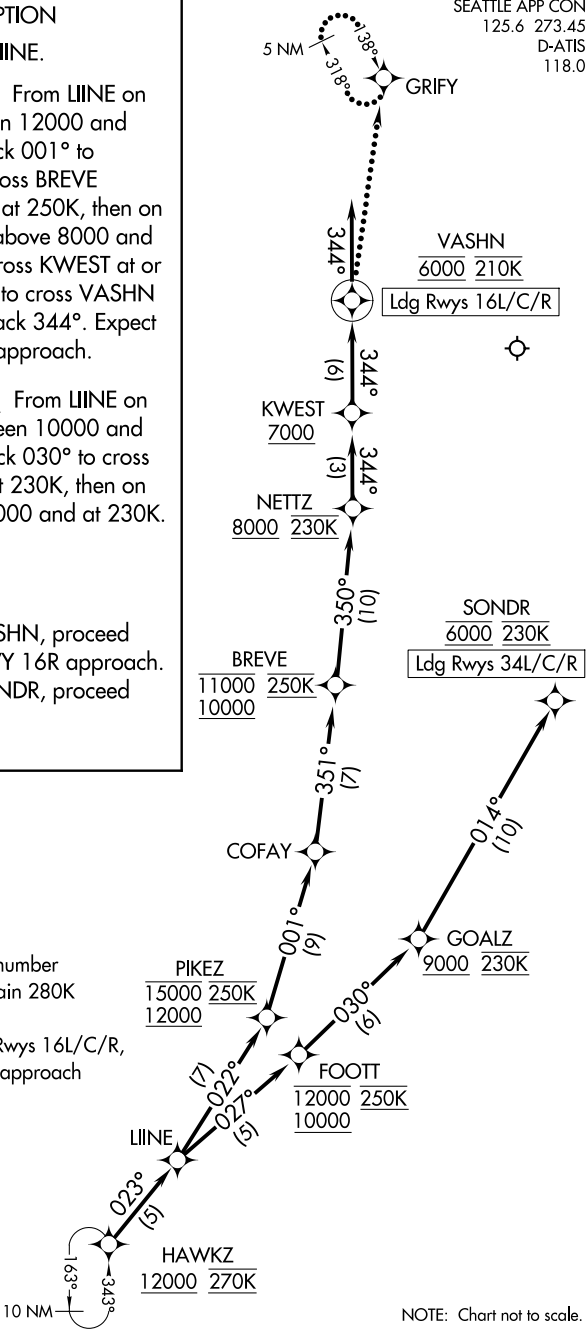 PTION
IINE.
From LIINE on
n 12000 and
ck 001° to
oss BREVE
at 250K, then on
above 8000 and
ross KWEST at or
to cross VASHN
ack 344°. Expect
approach.
From LIINE on
een 10000 and
ck 030° to cross
t 230K, then on
000 and at 230K.
SHN, proceed
Y 16R approach.
NDR, proceed
SEATTLE APP CON
125.6 273.45
D-ATIS
118.0
5 NM
138°
318°
GRIFY
344°
VASHN
6000 210K
Ldg Rwys 16L/C/R
344°
(6)
KWEST
7000
344°
(3)
NETTZ
8000 230K
350°
(10)
SONDR
6000 230K
Ldg Rwys 34L/C/R
BREVE
11000 250K
10000
351°
(7)
014°
(10)
COFAY
001°
(9)
GOALZ
9000 230K
number
ain 280K
Rwys 16L/C/R,
approach
PIKEZ
15000 250K
12000
030°
(6)
FOOTT
12000 250K
10000
(7)
022°
027°
(5)
LIINE
023°
(5)
HAWKZ
12000 270K
163°
343°
10 NM
NOTE: Chart not to scale.